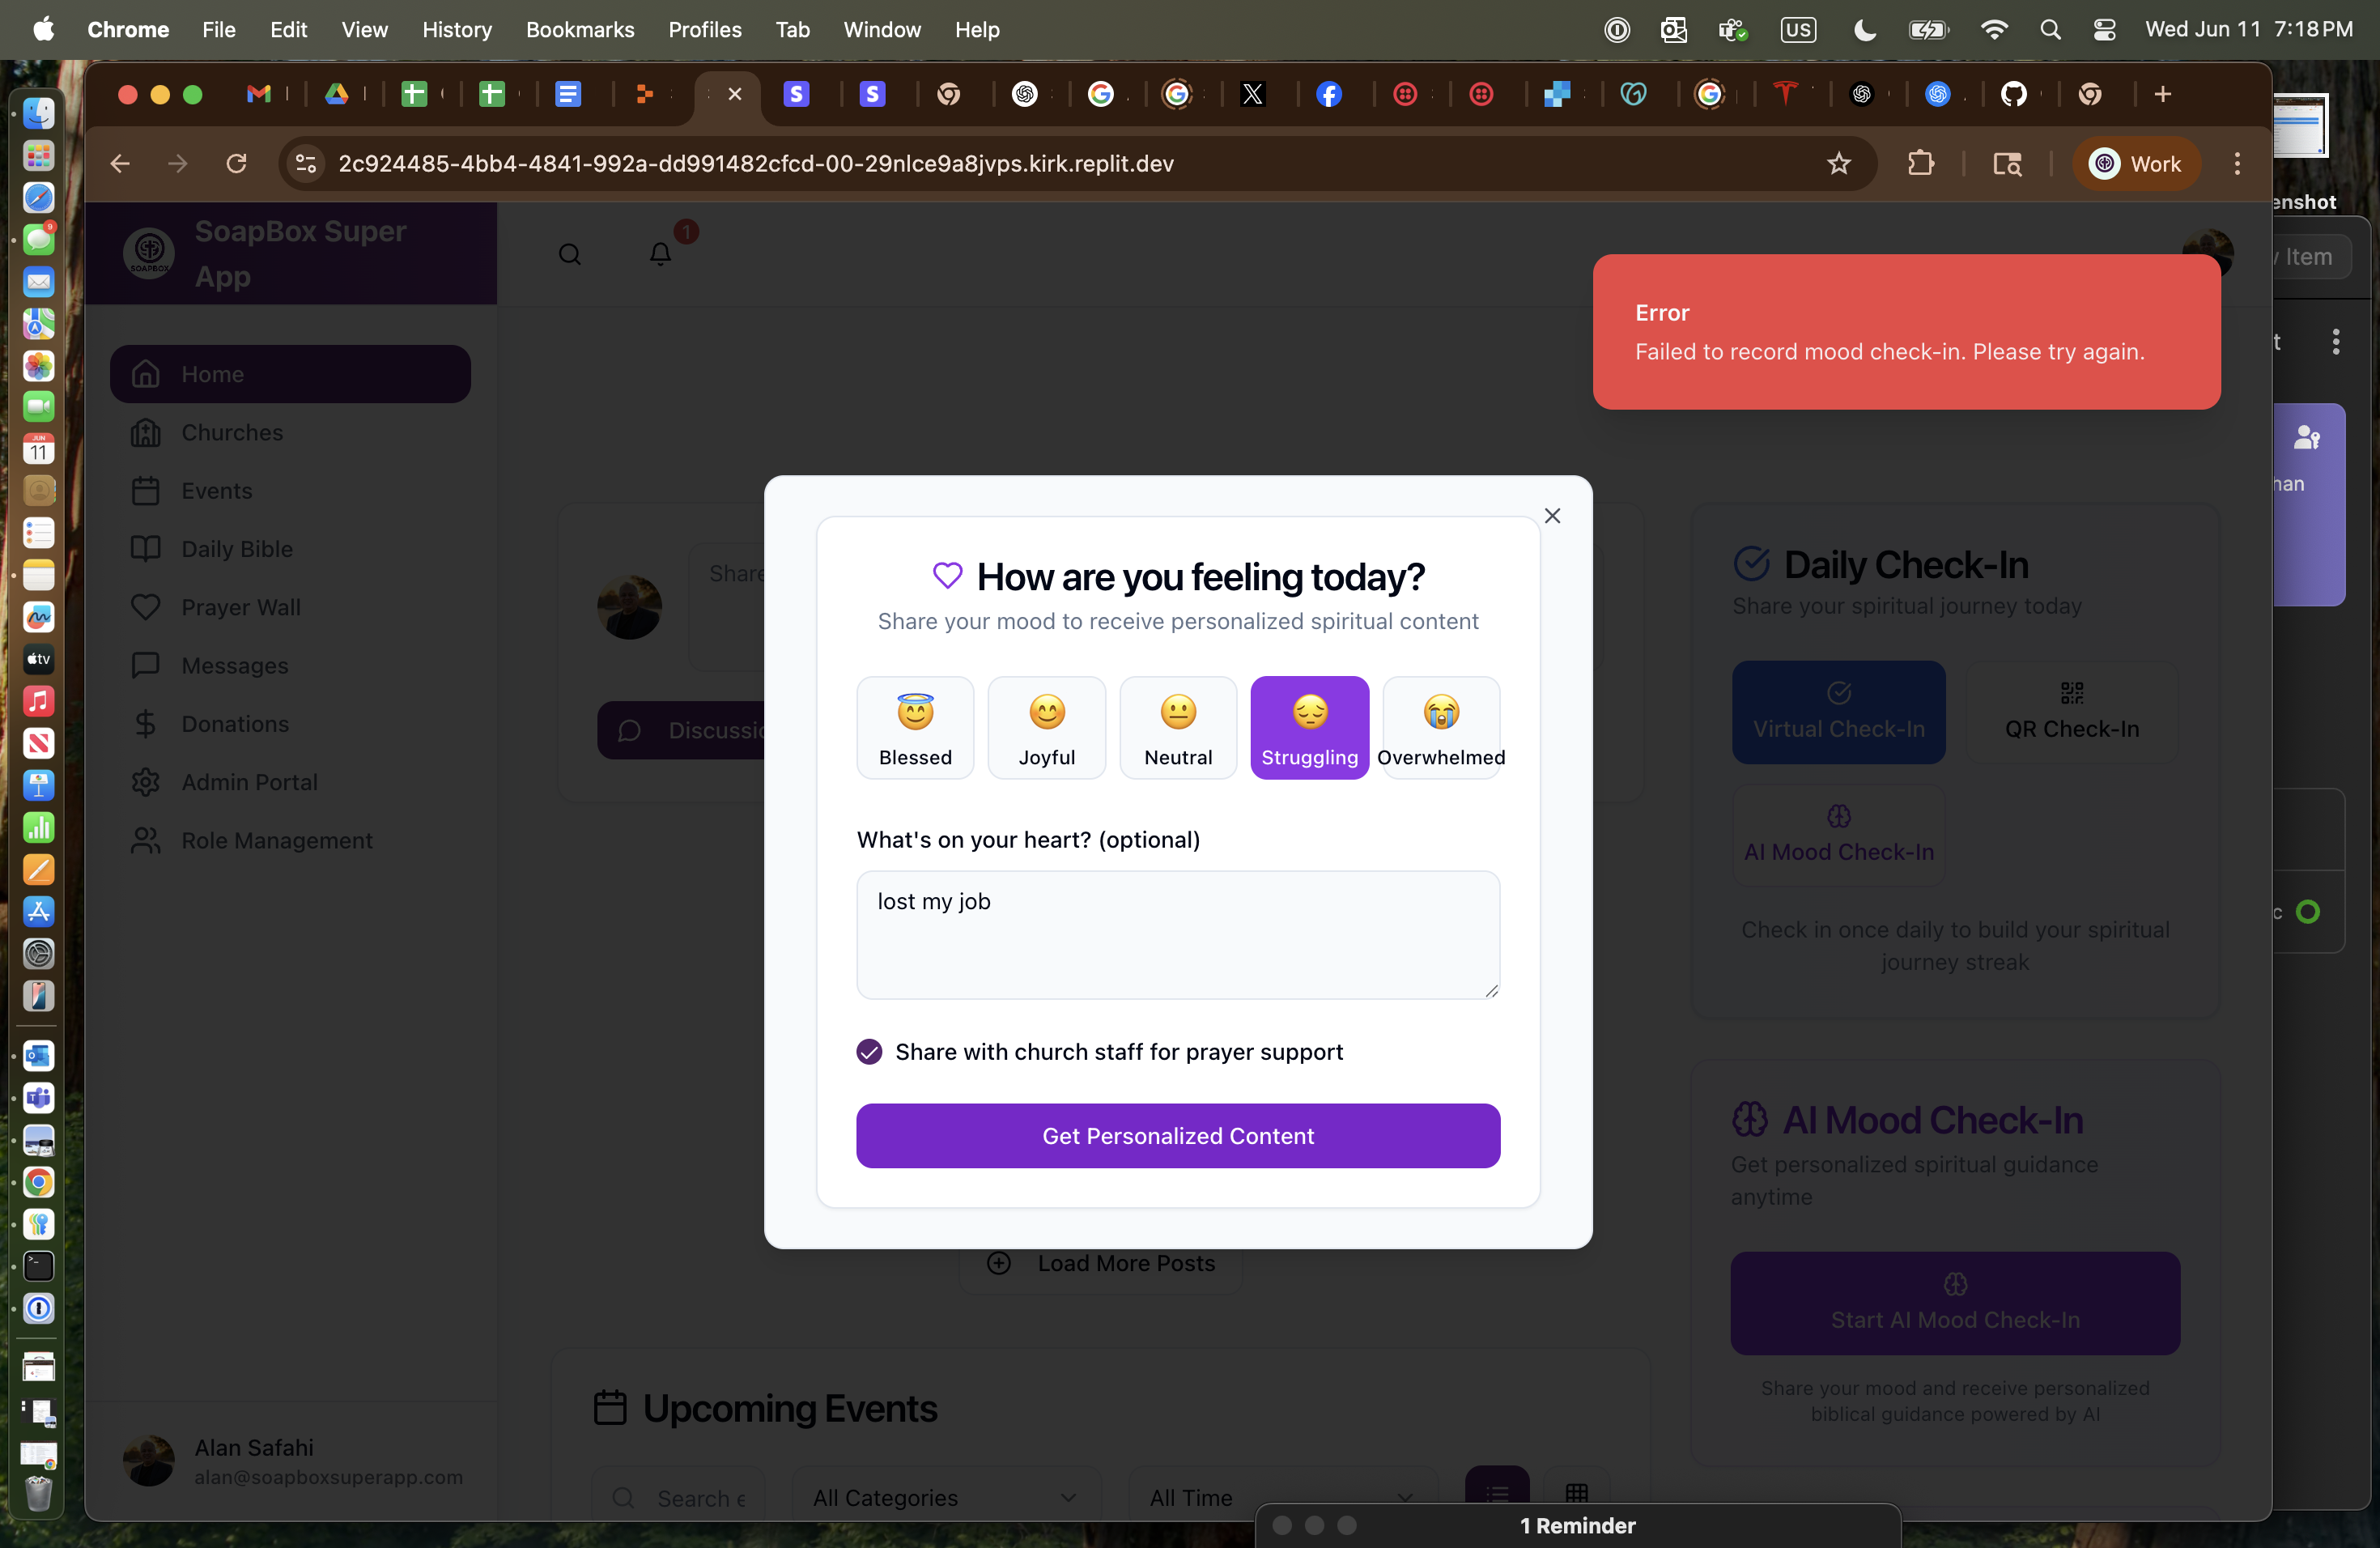 Chrome File Edit View History Bookmarks Profiles Tab Window Help
US
Wed Jun 11 7:18 PM
2c924485-4bb4-4841-992a-dd991482cfcd-00-29nlce9a8jvps.kirk.replit.dev
Work
SoapBox Super
App
SOAPBOX
1
Home
Churches
Events
Daily Bible
Prayer Wall
Messages
Donations
Admin Portal
Role Management
Alan Safahi
alan@soapboxsuperapp.com
Error
Failed to record mood check-in. Please try again.
How are you feeling today?
Share your mood to receive personalized spiritual content
Blessed
Joyful
Neutral
Struggling
Overwhelmed
What's on your heart? (optional)
lost my job
Share with church staff for prayer support
Get Personalized Content
Load More Posts
Upcoming Events
All Categories
All Time
Daily Check-In
Share your spiritual journey today
Virtual Check-In
QR Check-In
AI Mood Check-In
Check in once daily to build your spiritual
journey streak
AI Mood Check-In
Get personalized spiritual guidance
anytime
Start AI Mood Check-In
Share your mood and receive personalized
biblical guidance powered by AI
1 Reminder
Item
JUN
11
9
tv
Search